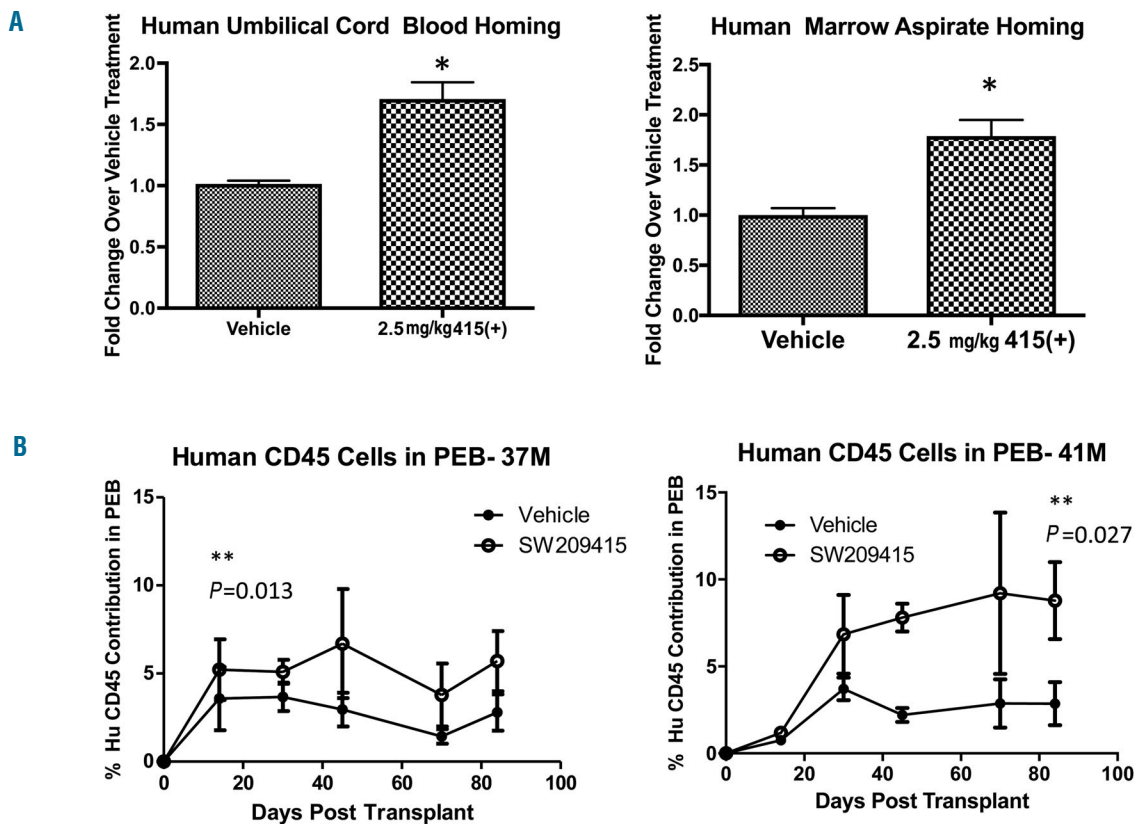 A
Human Umbilical Cord Blood Homing
Fold Change Over Vehicle Treatment
2.0
1.5
1.0
0.5
0.0
*
Vehicle
2.5 mg/kg 415(+)
Human Marrow Aspirate Homing
Fold Change Over Vehicle Treatment
2.5
2.0
1.5
1.0
0.5
0.0
*
Vehicle
2.5 mg/kg 415(+)
B
Human CD45 Cells in PEB- 37M
% Hu CD45 Contribution in PEB
15
10
5
0
Vehicle
SW209415
**
P=0.013
0 20 40 60 80 100
Days Post Transplant
Human CD45 Cells in PEB- 41M
% Hu CD45 Contribution in PEB
15
10
5
0
Vehicle
SW209415
**
P=0.027
0 20 40 60 80 100
Days Post Transplant